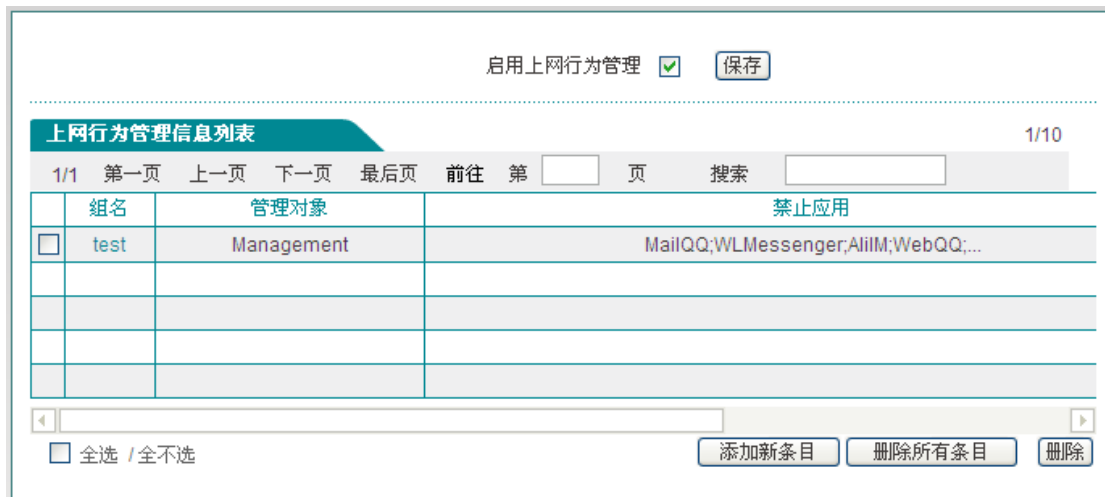 启用上网行为管理 保存
上网行为管理信息列表 1/10
1/1 第一页 上一页 下一页 最后页 前往 第 页 搜索
组名 管理对象 禁止应用
test Management MailQQ;WLMessenger;AliIM;WebQQ;...
全选 / 全不选 添加新条目 删除所有条目 删除